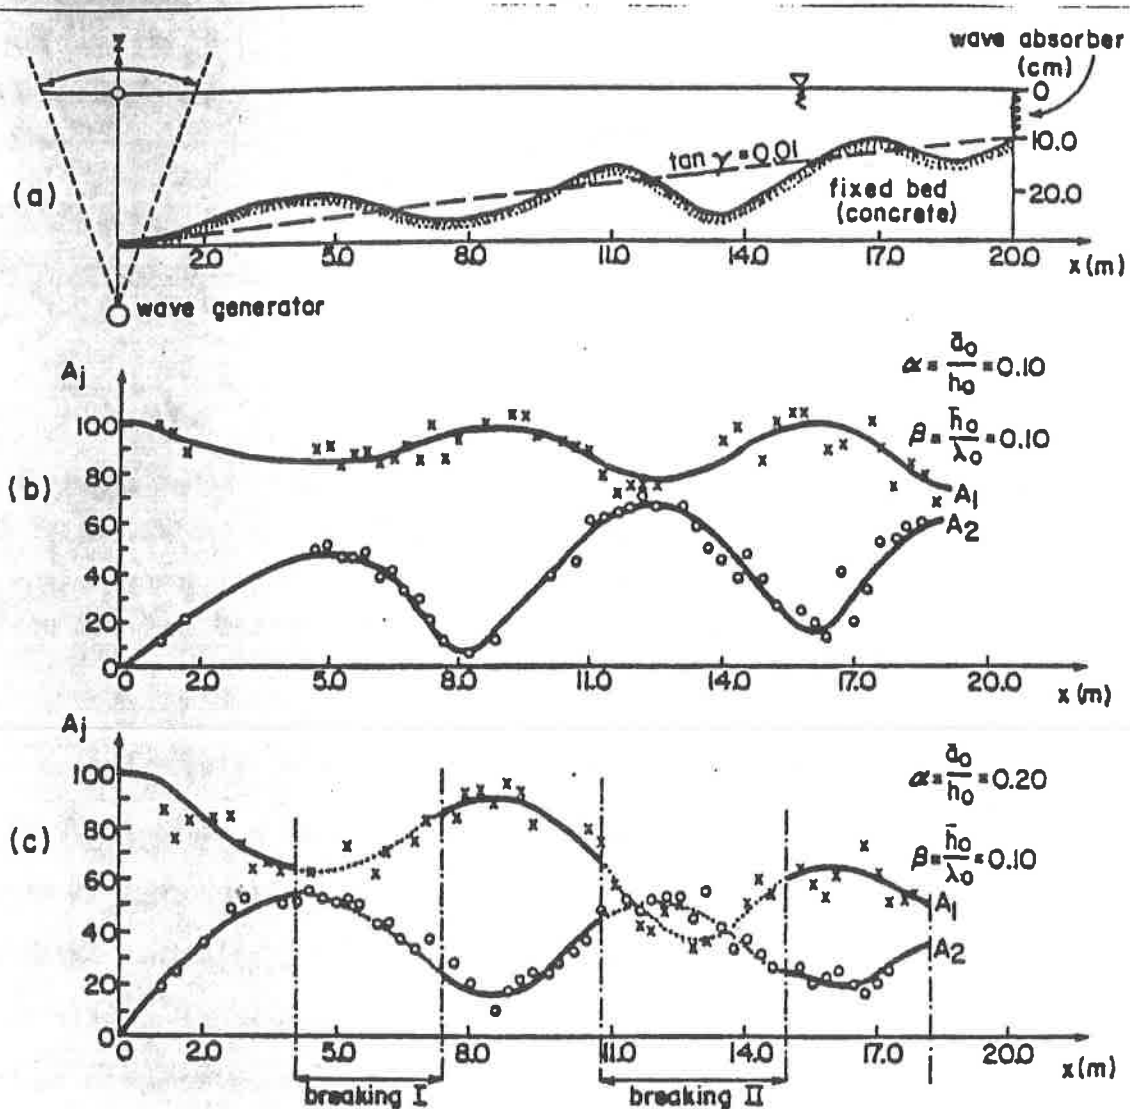 (a)
z
wave absorber
(cm)
0
10.0
20.0
tan γ = 0.01
fixed bed
(concrete)
2.0 5.0 8.0 11.0 14.0 17.0 20.0
x (m)
wave generator
(b)
Aj
100
80
60
40
20
0
α = ā0/h0 = 0.10
β = h̄0/λ0 = 0.10
A1
A2
2.0 5.0 8.0 11.0 14.0 17.0 20.0
x (m)
(c)
Aj
100
80
60
40
20
0
α = ā0/h0 = 0.20
β = h̄0/λ0 = 0.10
A1
A2
0 2.0 5.0 8.0 11.0 14.0 17.0 20.0
x (m)
breaking I
breaking II